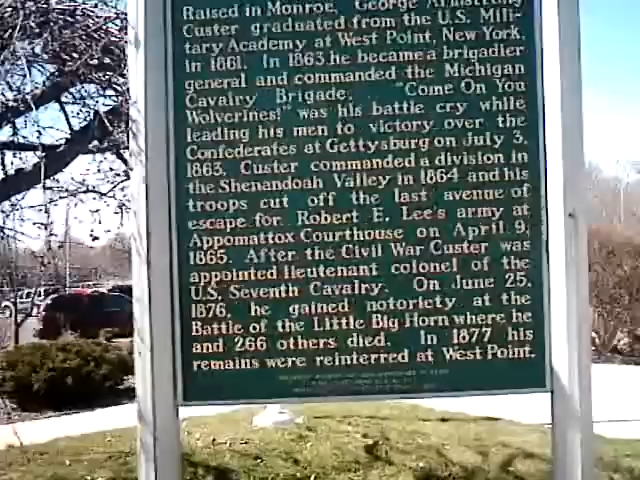 Raised in Monroe, George Armstrong
Custer graduated from the U.S. Mili-
tary Academy at West Point, New York,
in 1861. In 1863 he became a brigadier
general and commanded the Michigan
Cavalry Brigade. "Come On You
Wolverines!" was his battle cry while
leading his men to victory over the
Confederates at Gettysburg on July 3,
1863. Custer commanded a division in
the Shenandoah Valley in 1864 and his
troops cut off the last avenue of
escape for Robert E. Lee's army at
Appomattox Courthouse on April 9,
1865. After the Civil War Custer was
appointed lieutenant colonel of the
U.S. Seventh Cavalry. On June 25,
1876, he gained notoriety at the
Battle of the Little Big Horn where he
and 266 others died. In 1877 his
remains were reinterred at West Point.